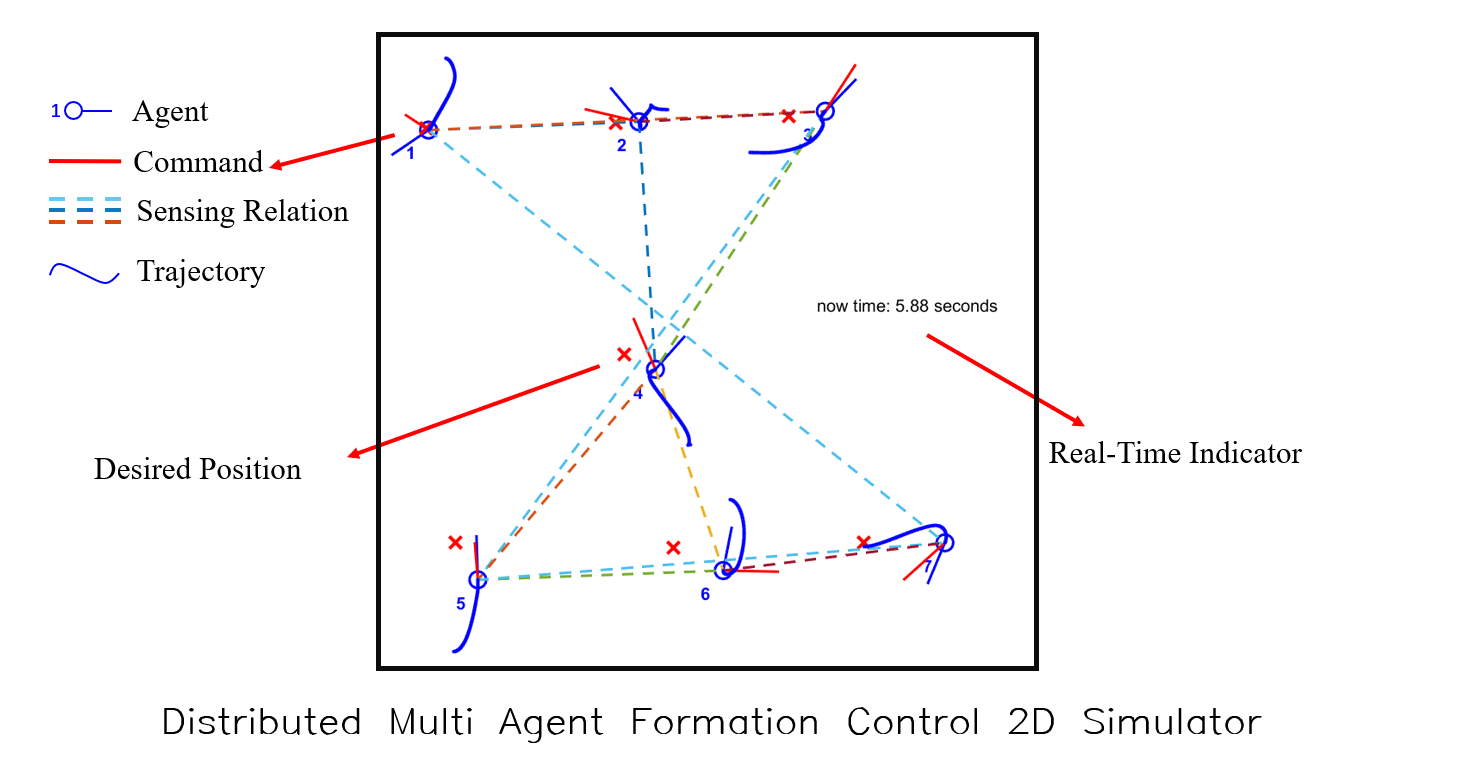 1 Agent
Command
Sensing Relation
Trajectory
1
2
3
now time: 5.88 seconds
4
Desired Position
Real-Time Indicator
5
6
7
Distributed Multi Agent Formation Control 2D Simulator